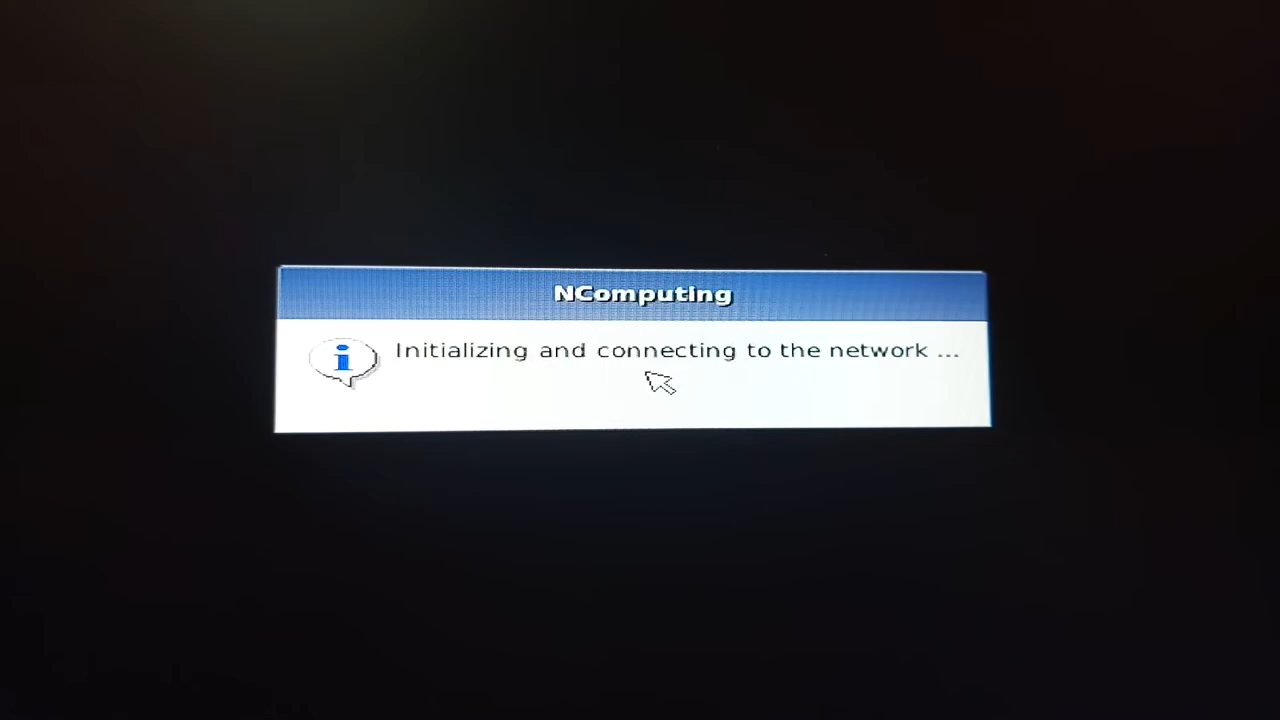 NComputing
Initializing and connecting to the network ...